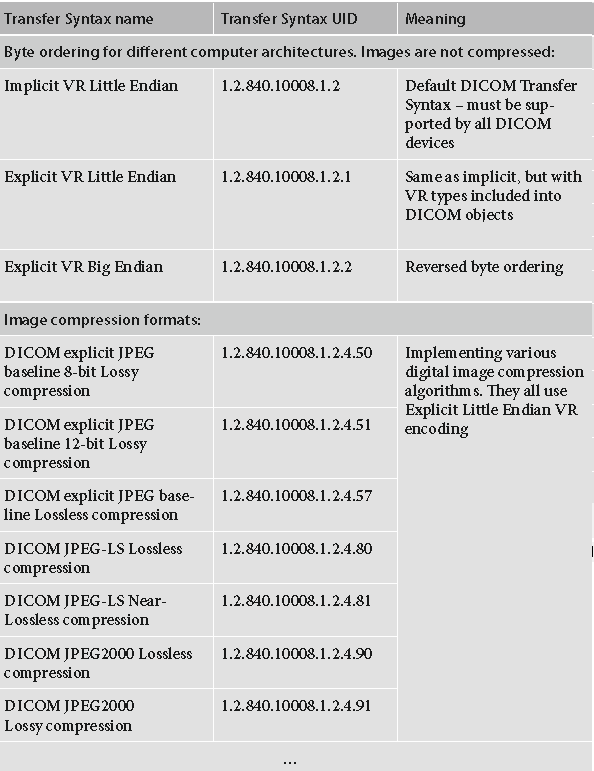 Transfer Syntax name Transfer Syntax UID Meaning
Byte ordering for different computer architectures. Images are not compressed:
Implicit VR Little Endian 1.2.840.10008.1.2 Default DICOM Transfer
Syntax – must be sup-
ported by all DICOM
devices
Explicit VR Little Endian 1.2.840.10008.1.2.1 Same as implicit, but with
VR types included into
DICOM objects
Explicit VR Big Endian 1.2.840.10008.1.2.2 Reversed byte ordering
Image compression formats:
DICOM explicit JPEG 1.2.840.10008.1.2.4.50 Implementing various
baseline 8-bit Lossy digital image compression
compression algorithms. They all use
Explicit Little Endian VR
encoding
DICOM explicit JPEG 1.2.840.10008.1.2.4.51
baseline 12-bit Lossy
compression
DICOM explicit JPEG base- 1.2.840.10008.1.2.4.57
line Lossless compression
DICOM JPEG-LS Lossless 1.2.840.10008.1.2.4.80
compression
DICOM JPEG-LS Near- 1.2.840.10008.1.2.4.81
Lossless compression
DICOM JPEG2000 Lossless 1.2.840.10008.1.2.4.90
compression
DICOM JPEG2000 1.2.840.10008.1.2.4.91
Lossy compression
...